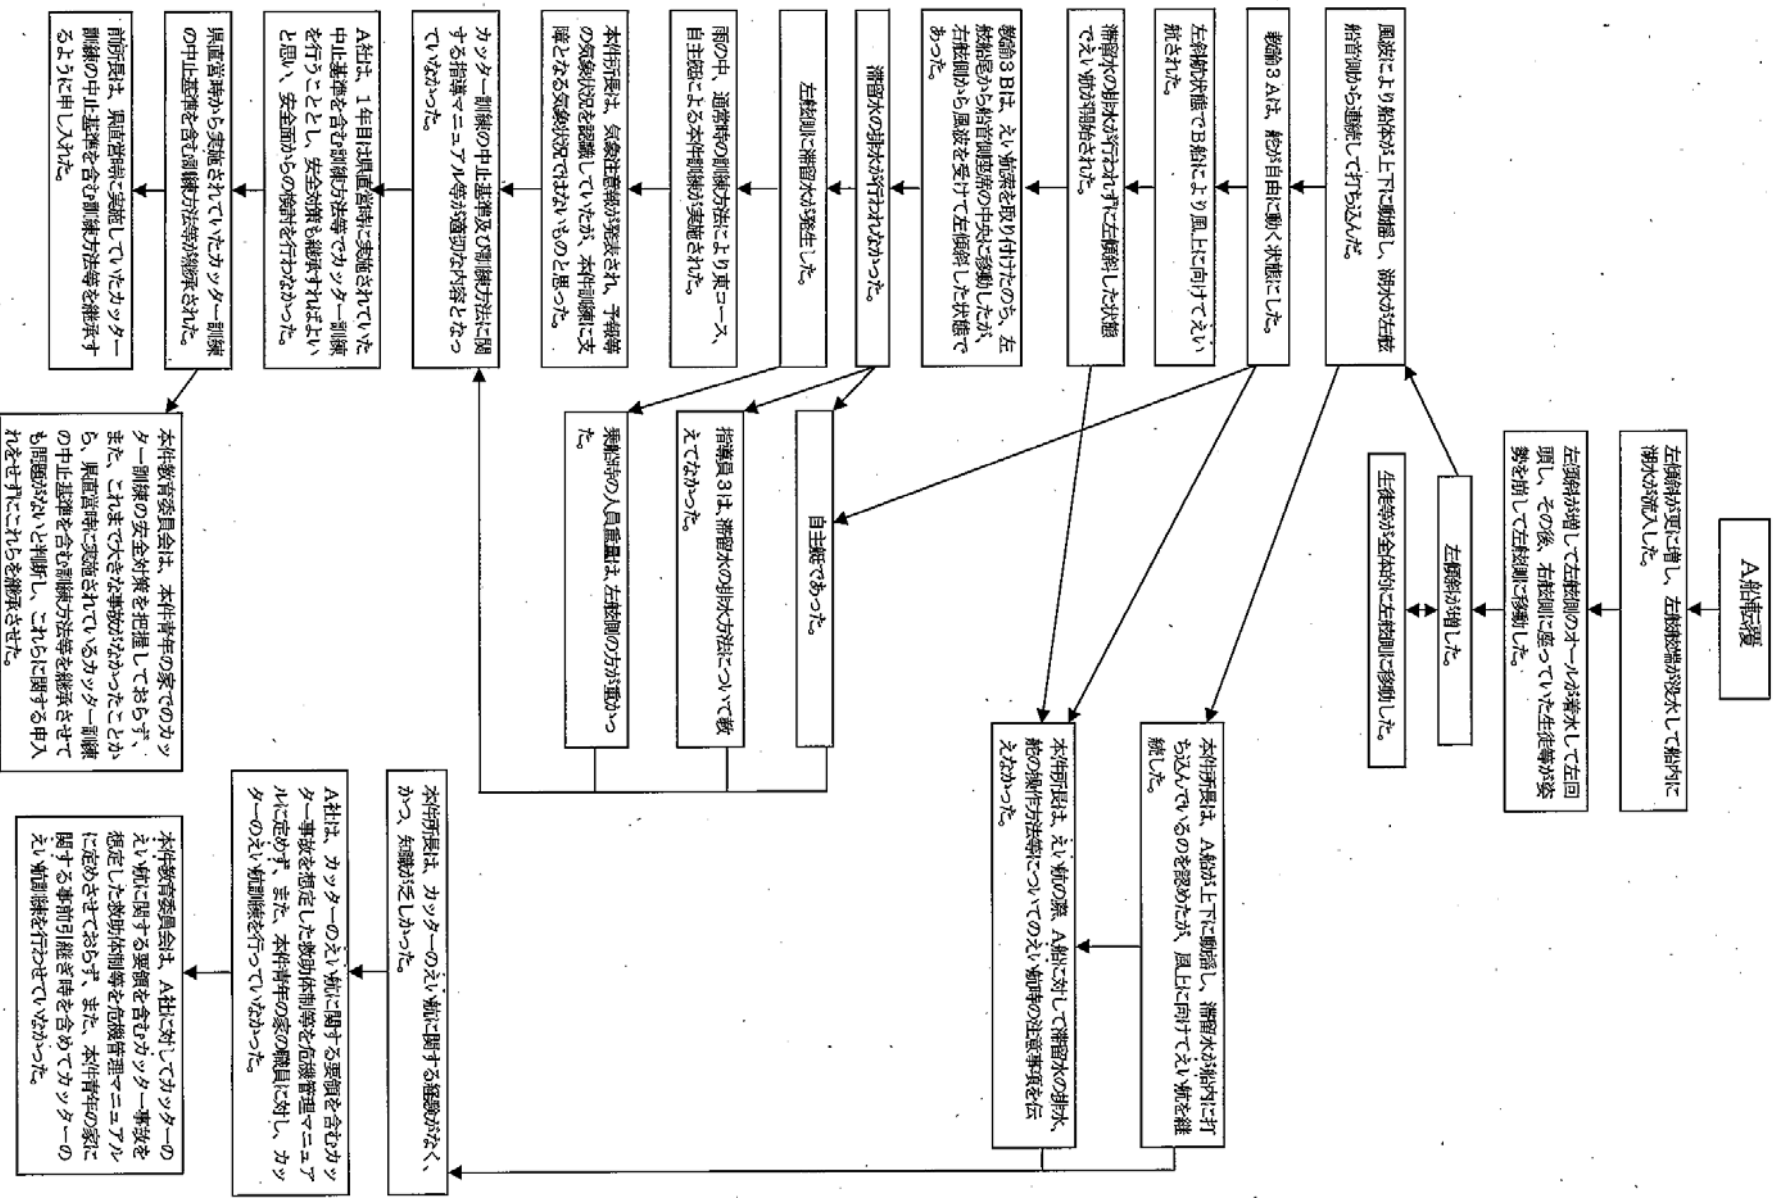 A船転覆
左傾斜が更に増し、左舷舷端が没水して船内に
湖水が流入した。
左傾斜が増して左舷側のオールが着水して左回
頭し、その後、右舷側に座っていた生徒等が姿
勢を崩して左舷側に移動した。
左傾斜が増した。
生徒等が全体的に左舷側に移動した。
風波により船体が上下に動揺し、湖水が左舷
船首側から連続して打ち込んだ。
教諭3Aは、舵が自由に動く状態にした。
左斜航状態でB船により風上に向けてえい
航された。
滞留水の排水が行われずに左傾斜した状態
でえい航が開始された。
教諭3Bは、えい航索を取り付けたのち、左
舷船尾から船首側座席の中央に移動したが、
右舷側から風波を受けて左傾斜した状態で
あった。
滞留水の排水が行われなかった。
左舷側に滞留水が発生した。
雨の中、通常時の訓練方法により東コース、
自主艇による本件訓練が実施された。
本件所長は、気象注意報が発表され、予報等
の気象状況を認識していたが、本件訓練に支
障となる気象状況ではないものと思った。
カッター訓練の中止基準及び訓練方法に関
する指導マニュアル等が適切な内容となっ
ていなかった。
A社は、1年目は県直営時に実施されていた
中止基準を含む訓練方法等でカッター訓練
を行うこととし、安全対策も継承すればよい
と思い、安全面からの検討を行わなかった。
県直営時から実施されていたカッター訓練
の中止基準を含む訓練方法等が継承された。
前所長は、県直営時に実施していたカッター
訓練の中止基準を含む訓練方法等を継承す
るように申し入れた。
自主艇であった。
指導員3は、滞留水の排水方法について教
えてなかった。
乗船時の人員重量は、左舷側の方が重かっ
た。
本件教育委員会は、本件青年の家でのカッ
ター訓練の安全対策を把握しておらず、
また、これまで大きな事故がなかったことか
ら、県直営時に実施されているカッター訓練
の中止基準を含む訓練方法等を継承させて
も問題がないと判断し、これらに関する申入
れをせずにこれらを継承させた。
本件所長は、A船が上下に動揺し、滞留水が船内に打
ち込んでいるのを認めたが、風上に向けてえい航を継
続した。
本件所長は、えい航の際、A船に対して滞留水の排水、
舵の操作方法等についてのえい航時の注意事項を伝
えなかった。
本件所長は、カッターのえい航に関する経験がなく、
かつ、知識が乏しかった。
A社は、カッターのえい航に関する要領を含むカッ
ター事故を想定した救助体制等を危機管理マニュア
ルに定めず、また、本件青年の家の職員に対し、カッ
ターのえい航訓練を行っていなかった。
本件教育委員会は、A社に対してカッターの
えい航に関する要領を含むカッター事故を
想定した救助体制等を危機管理マニュアル
に定めさせておらず、また、本件青年の家に
関する事前引継ぎ時を含めてカッターの
えい航訓練を行わせていなかった。